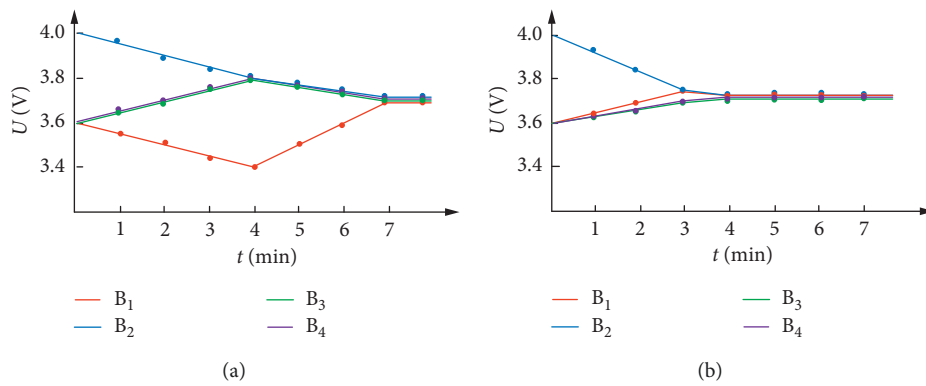 4.0
3.8
3.6
3.4
U (V)
1 2 3 4 5 6 7
t (min)
B1 B3
B2 B4
(a)
4.0
3.8
3.6
3.4
U (V)
1 2 3 4 5 6 7
t (min)
B1 B3
B2 B4
(b)